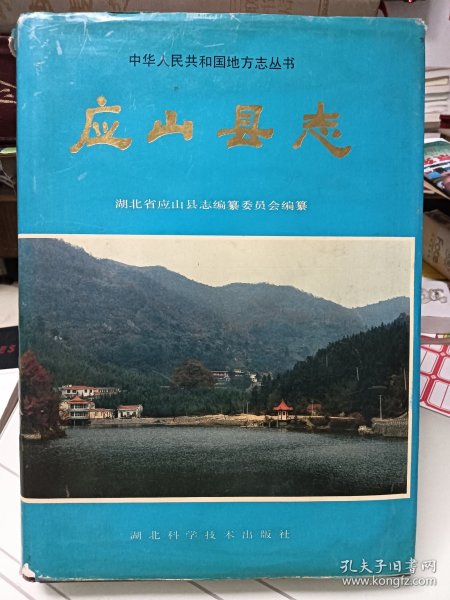 中华人民共和国地方志丛书
应山县志
湖北省应山县志编纂委员会编纂
湖北科学技术出版社
孔夫子旧书网
www.kongfz.com